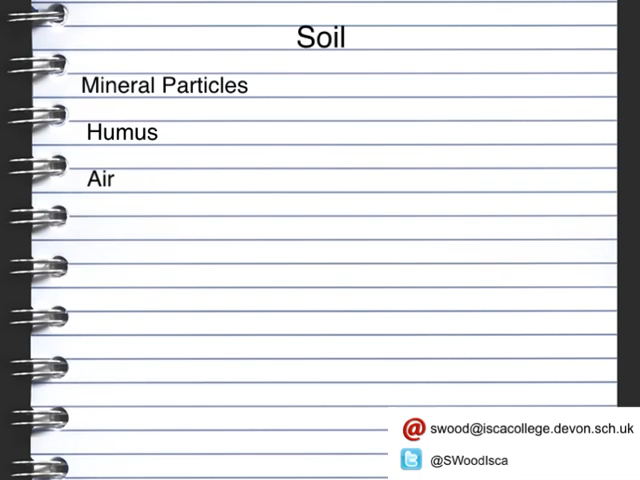 Soil
Mineral Particles
Humus
Air
swood@iscacollege.devon.sch.uk
@SWoodIsca